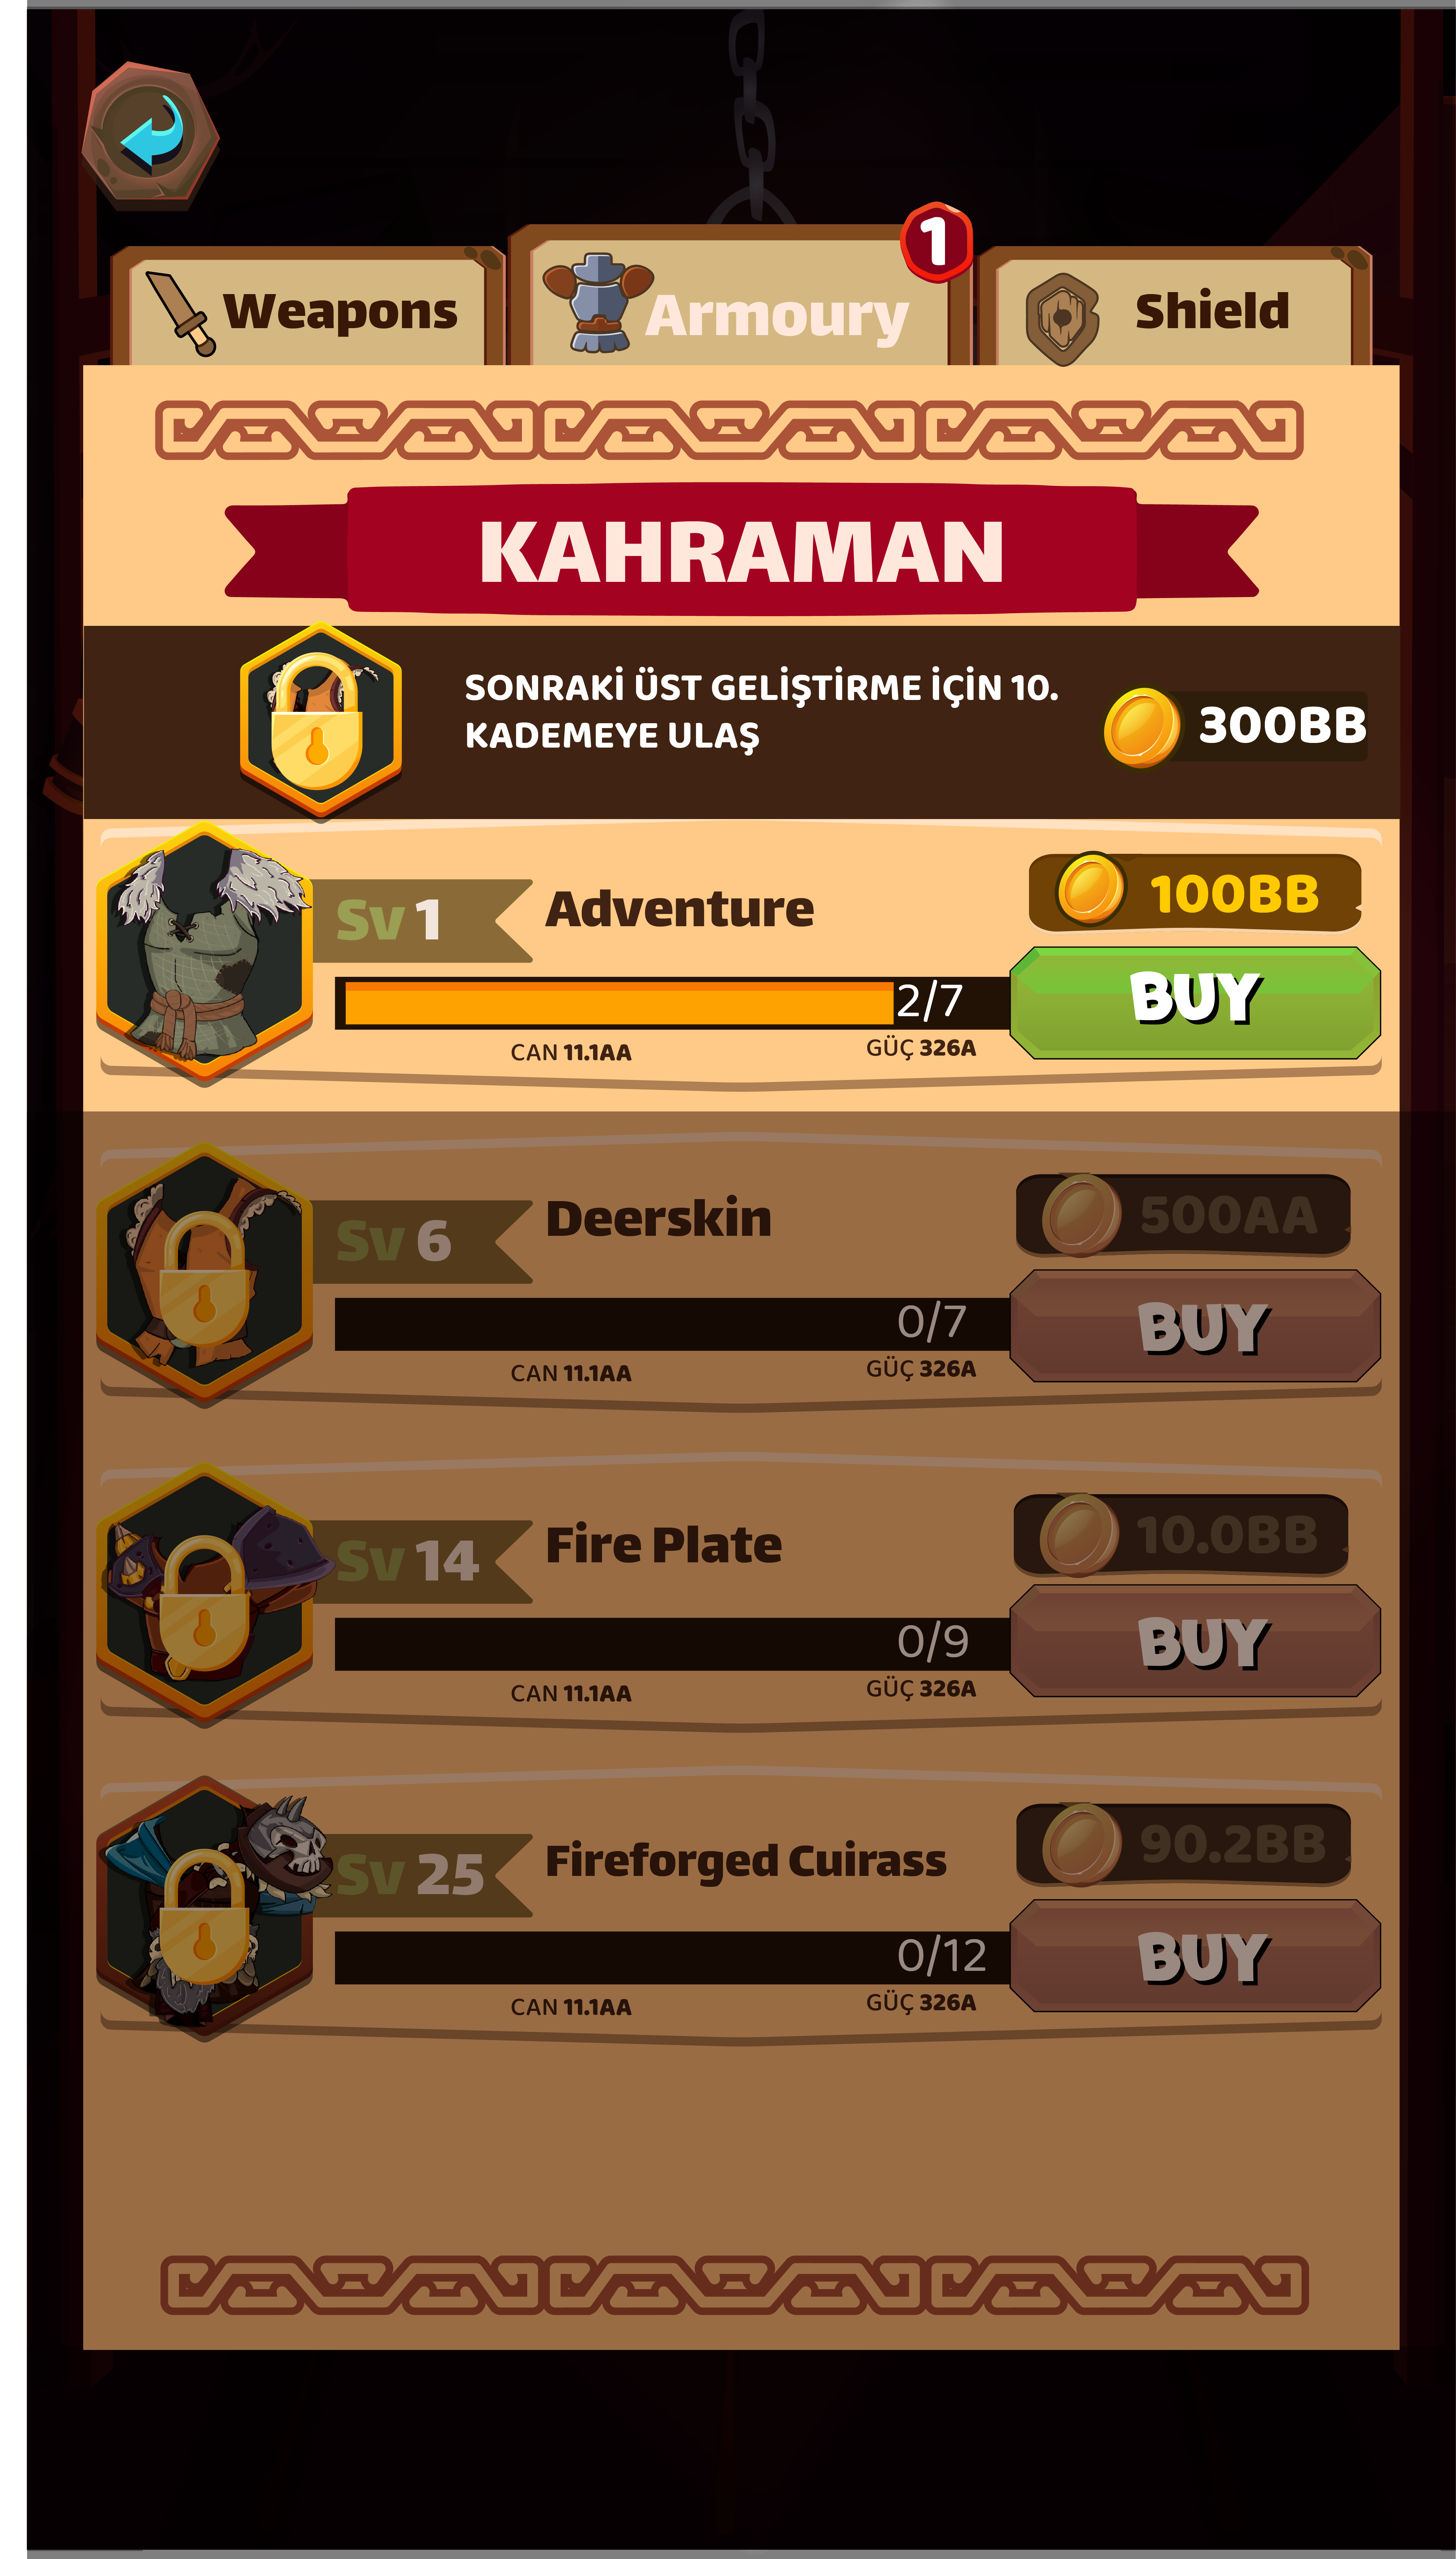 1
Weapons
Armoury
Shield
KAHRAMAN
SONRAKİ ÜST GELİŞTİRME İÇİN 10.
KADEMEYE ULAŞ
300BB
Sv 1
Adventure
100BB
2/7
BUY
CAN 11.1AA
GÜÇ 326A
Sv 6
Deerskin
500AA
0/7
BUY
CAN 11.1AA
GÜÇ 326A
Sv 14
Fire Plate
10.0BB
0/9
BUY
CAN 11.1AA
GÜÇ 326A
Sv 25
Fireforged Cuirass
90.2BB
0/12
BUY
CAN 11.1AA
GÜÇ 326A